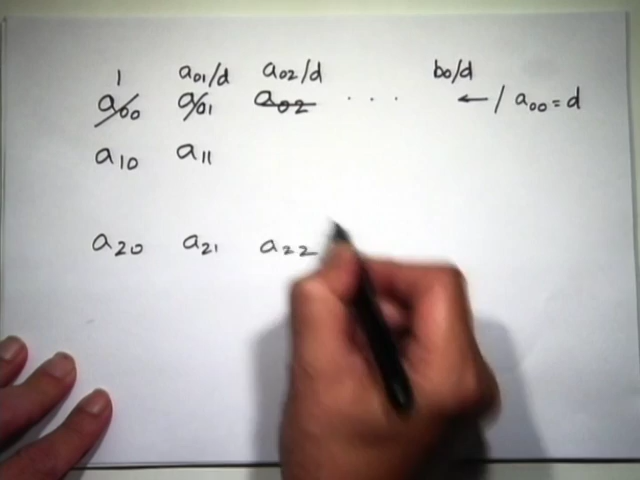 1 a01/d a02/d b0/d
a00 a01 a02 . . . ← / a00 = d
a10 a11
a20 a21 a22